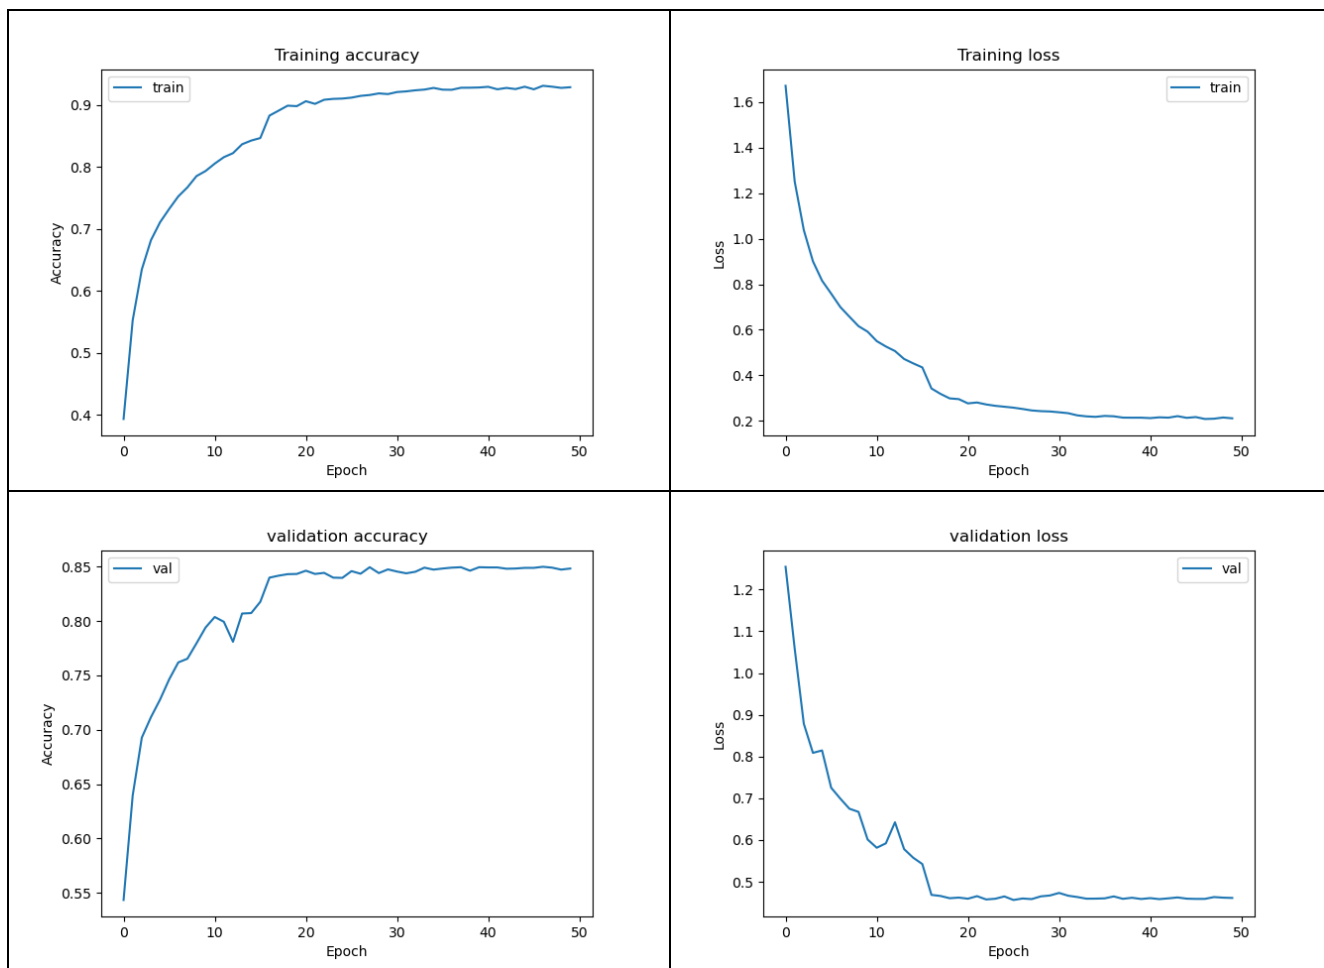 Training accuracy
train
0.9
0.8
0.7
0.6
0.5
0.4
Accuracy
0 10 20 30 40 50
Epoch
Training loss
train
1.6
1.4
1.2
1.0
0.8
0.6
0.4
0.2
Loss
0 10 20 30 40 50
Epoch
validation accuracy
val
0.85
0.80
0.75
0.70
0.65
0.60
0.55
Accuracy
0 10 20 30 40 50
Epoch
validation loss
val
1.2
1.1
1.0
0.9
0.8
0.7
0.6
0.5
Loss
0 10 20 30 40 50
Epoch